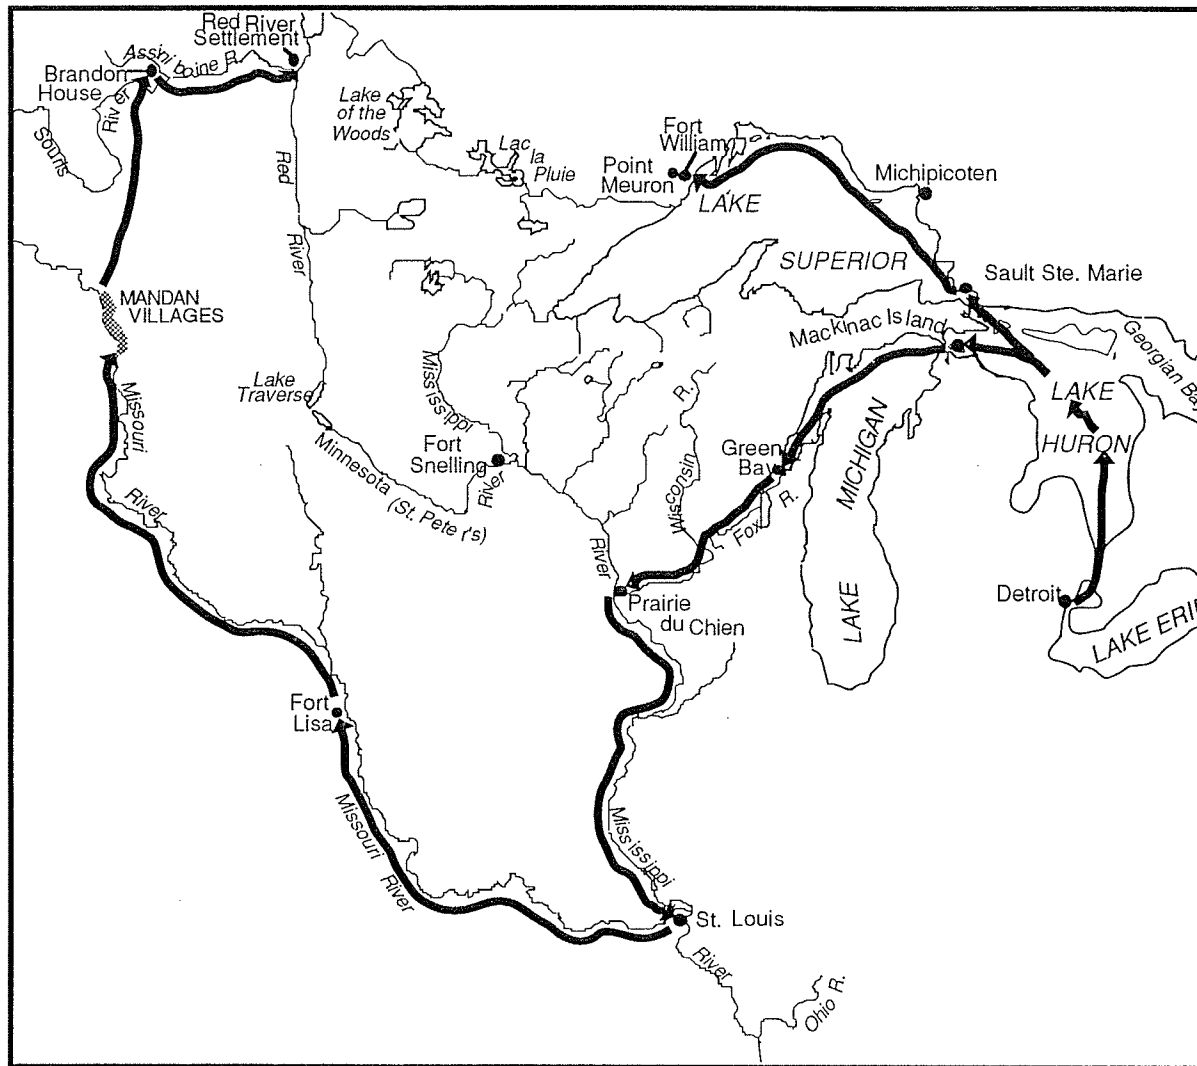 Red River
Settlement
Assiniboine R.
Brandon
House
River
Souris
Lake
of the
Woods
Lac
la
Pluie
Fort
William
Point
Meuron
Michipicoten
LAKE
SUPERIOR
Sault Ste. Marie
Red
River
MANDAN
VILLAGES
Mackinac Island
Georgian Bay
Mississippi
Lake
Traverse
R.
LAKE
HURON
Missouri
Minnesota
(St. Peter's)
River
Fort
Snelling
Green
Bay
MICHIGAN
LAKE
Wisconsin
Fox
R.
River
River
Prairie
du Chien
Detroit
LAKE ERIE
Fort
Lisa
Missouri
River
Mississippi
St. Louis
River
Ohio R.